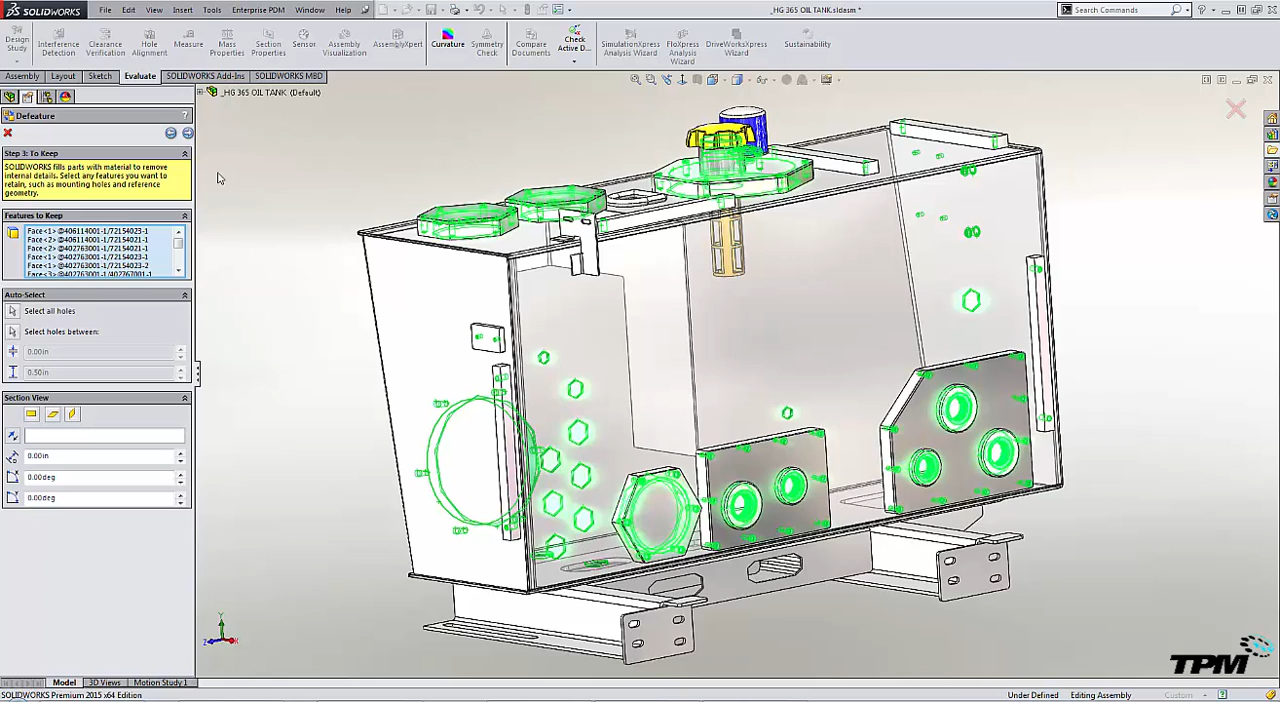 SOLIDWORKS File Edit View Insert Tools Enterprise PDM Window Help _HG 365 OIL TANK.sldasm * Search Commands
Design Study
Interference Detection
Clearance Verification
Hole Alignment
Measure
Mass Properties
Section Properties
Sensor
Assembly Visualization
AssemblyXpert
Curvature
Symmetry Check
Compare Documents
Check Active D...
SimulationXpress Analysis Wizard
FloXpress Analysis Wizard
DriveWorksXpress Wizard
Sustainability
Assembly Layout Sketch Evaluate SOLIDWORKS Add-Ins SOLIDWORKS MBD
_HG 365 OIL TANK (Default)
Defeature ?
Step 3: To Keep
SOLIDWORKS fills parts with material to remove
internal details. Select any features you want to
retain, such as mounting holes and reference
geometry.
Features to Keep
Face<1> @406114001-1/72154023-1
Face<2> @406114001-1/72154021-1
Face<2> @402763001-1/72154021-1
Face<1> @402763001-1/72154023-1
Face<1> @402763001-1/72154023-2
Face<3> @402763001-1/402767001-1
Auto-Select
Select all holes
Select holes between:
0.00in
0.50in
Section View
0.00in
0.00deg
0.00deg
Y
Z
X
TPM
Model 3D Views Motion Study 1
SOLIDWORKS Premium 2015 x64 Edition Under Defined Editing Assembly Custom